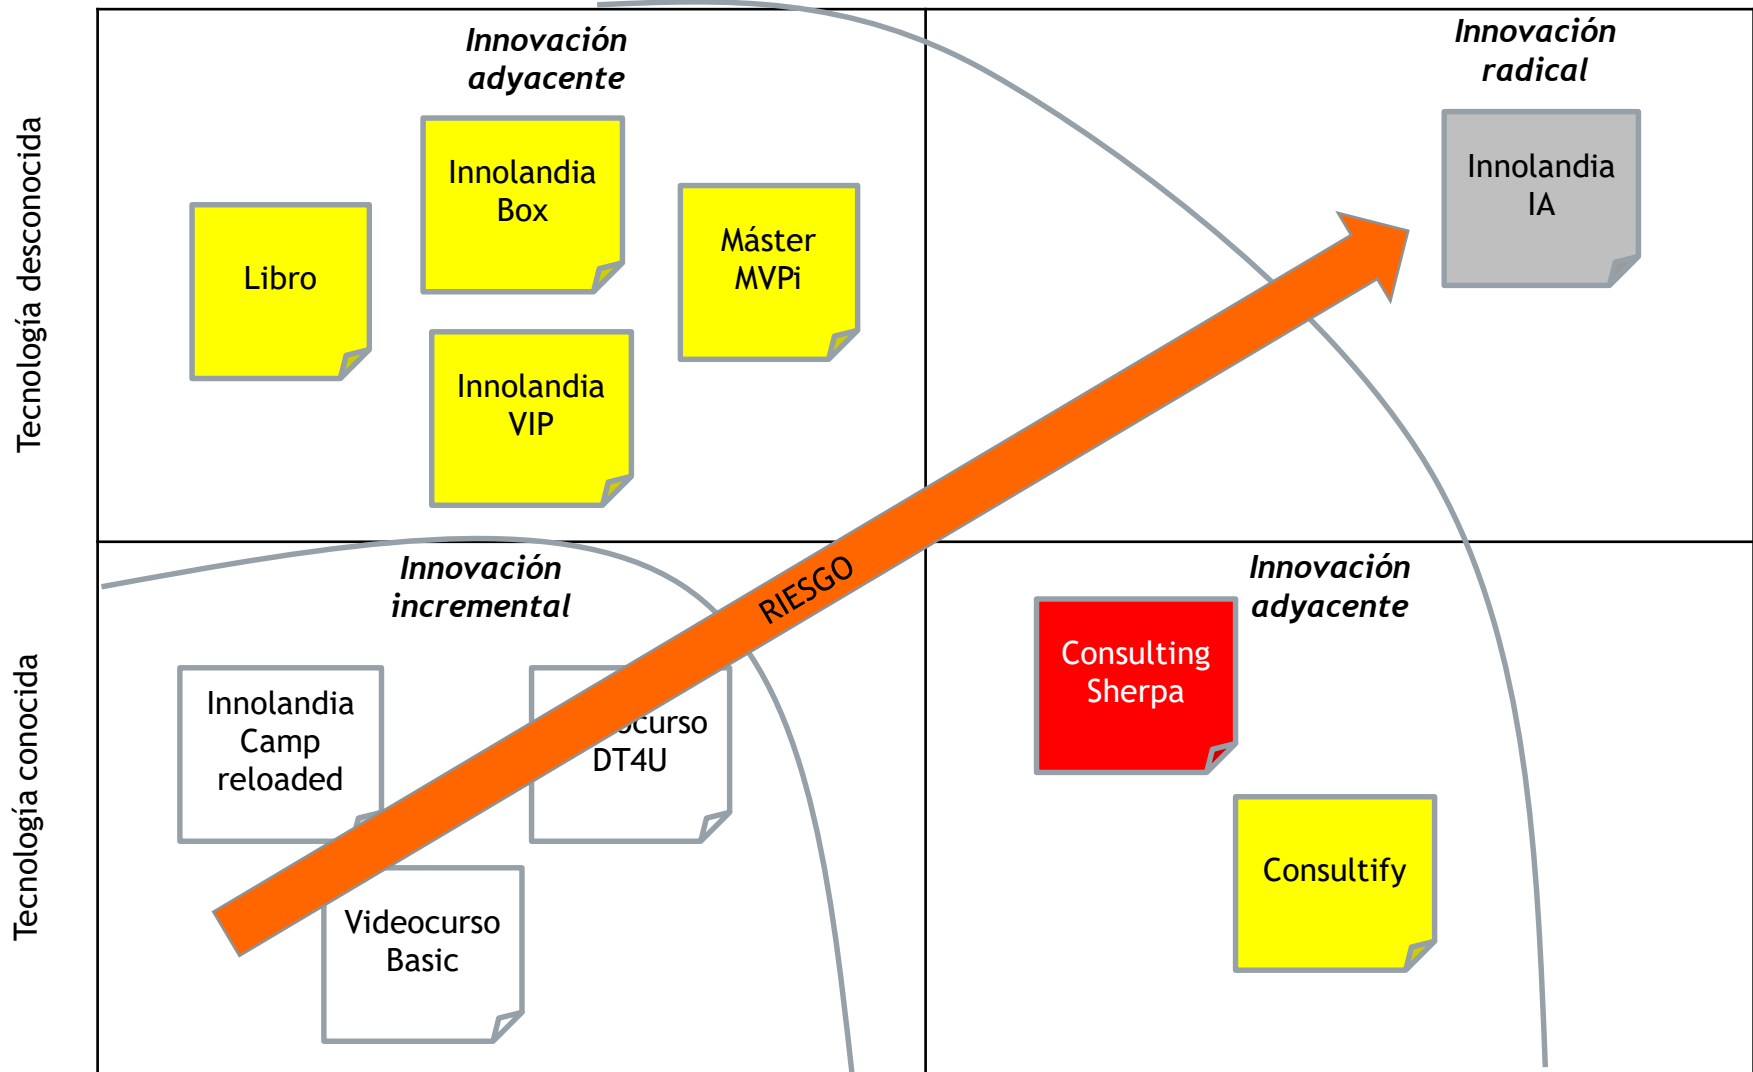 Innovación
adyacente
Innovación
radical
Tecnología desconocida
Innolandia
Box
Innolandia
IA
Libro
Máster
MVPi
Innolandia
VIP
Innovación
incremental
RIESGO
Innovación
adyacente
Tecnología conocida
Innolandia
Camp
reloaded
DT4U
Consulting
Sherpa
Videocurso
Basic
Consultify